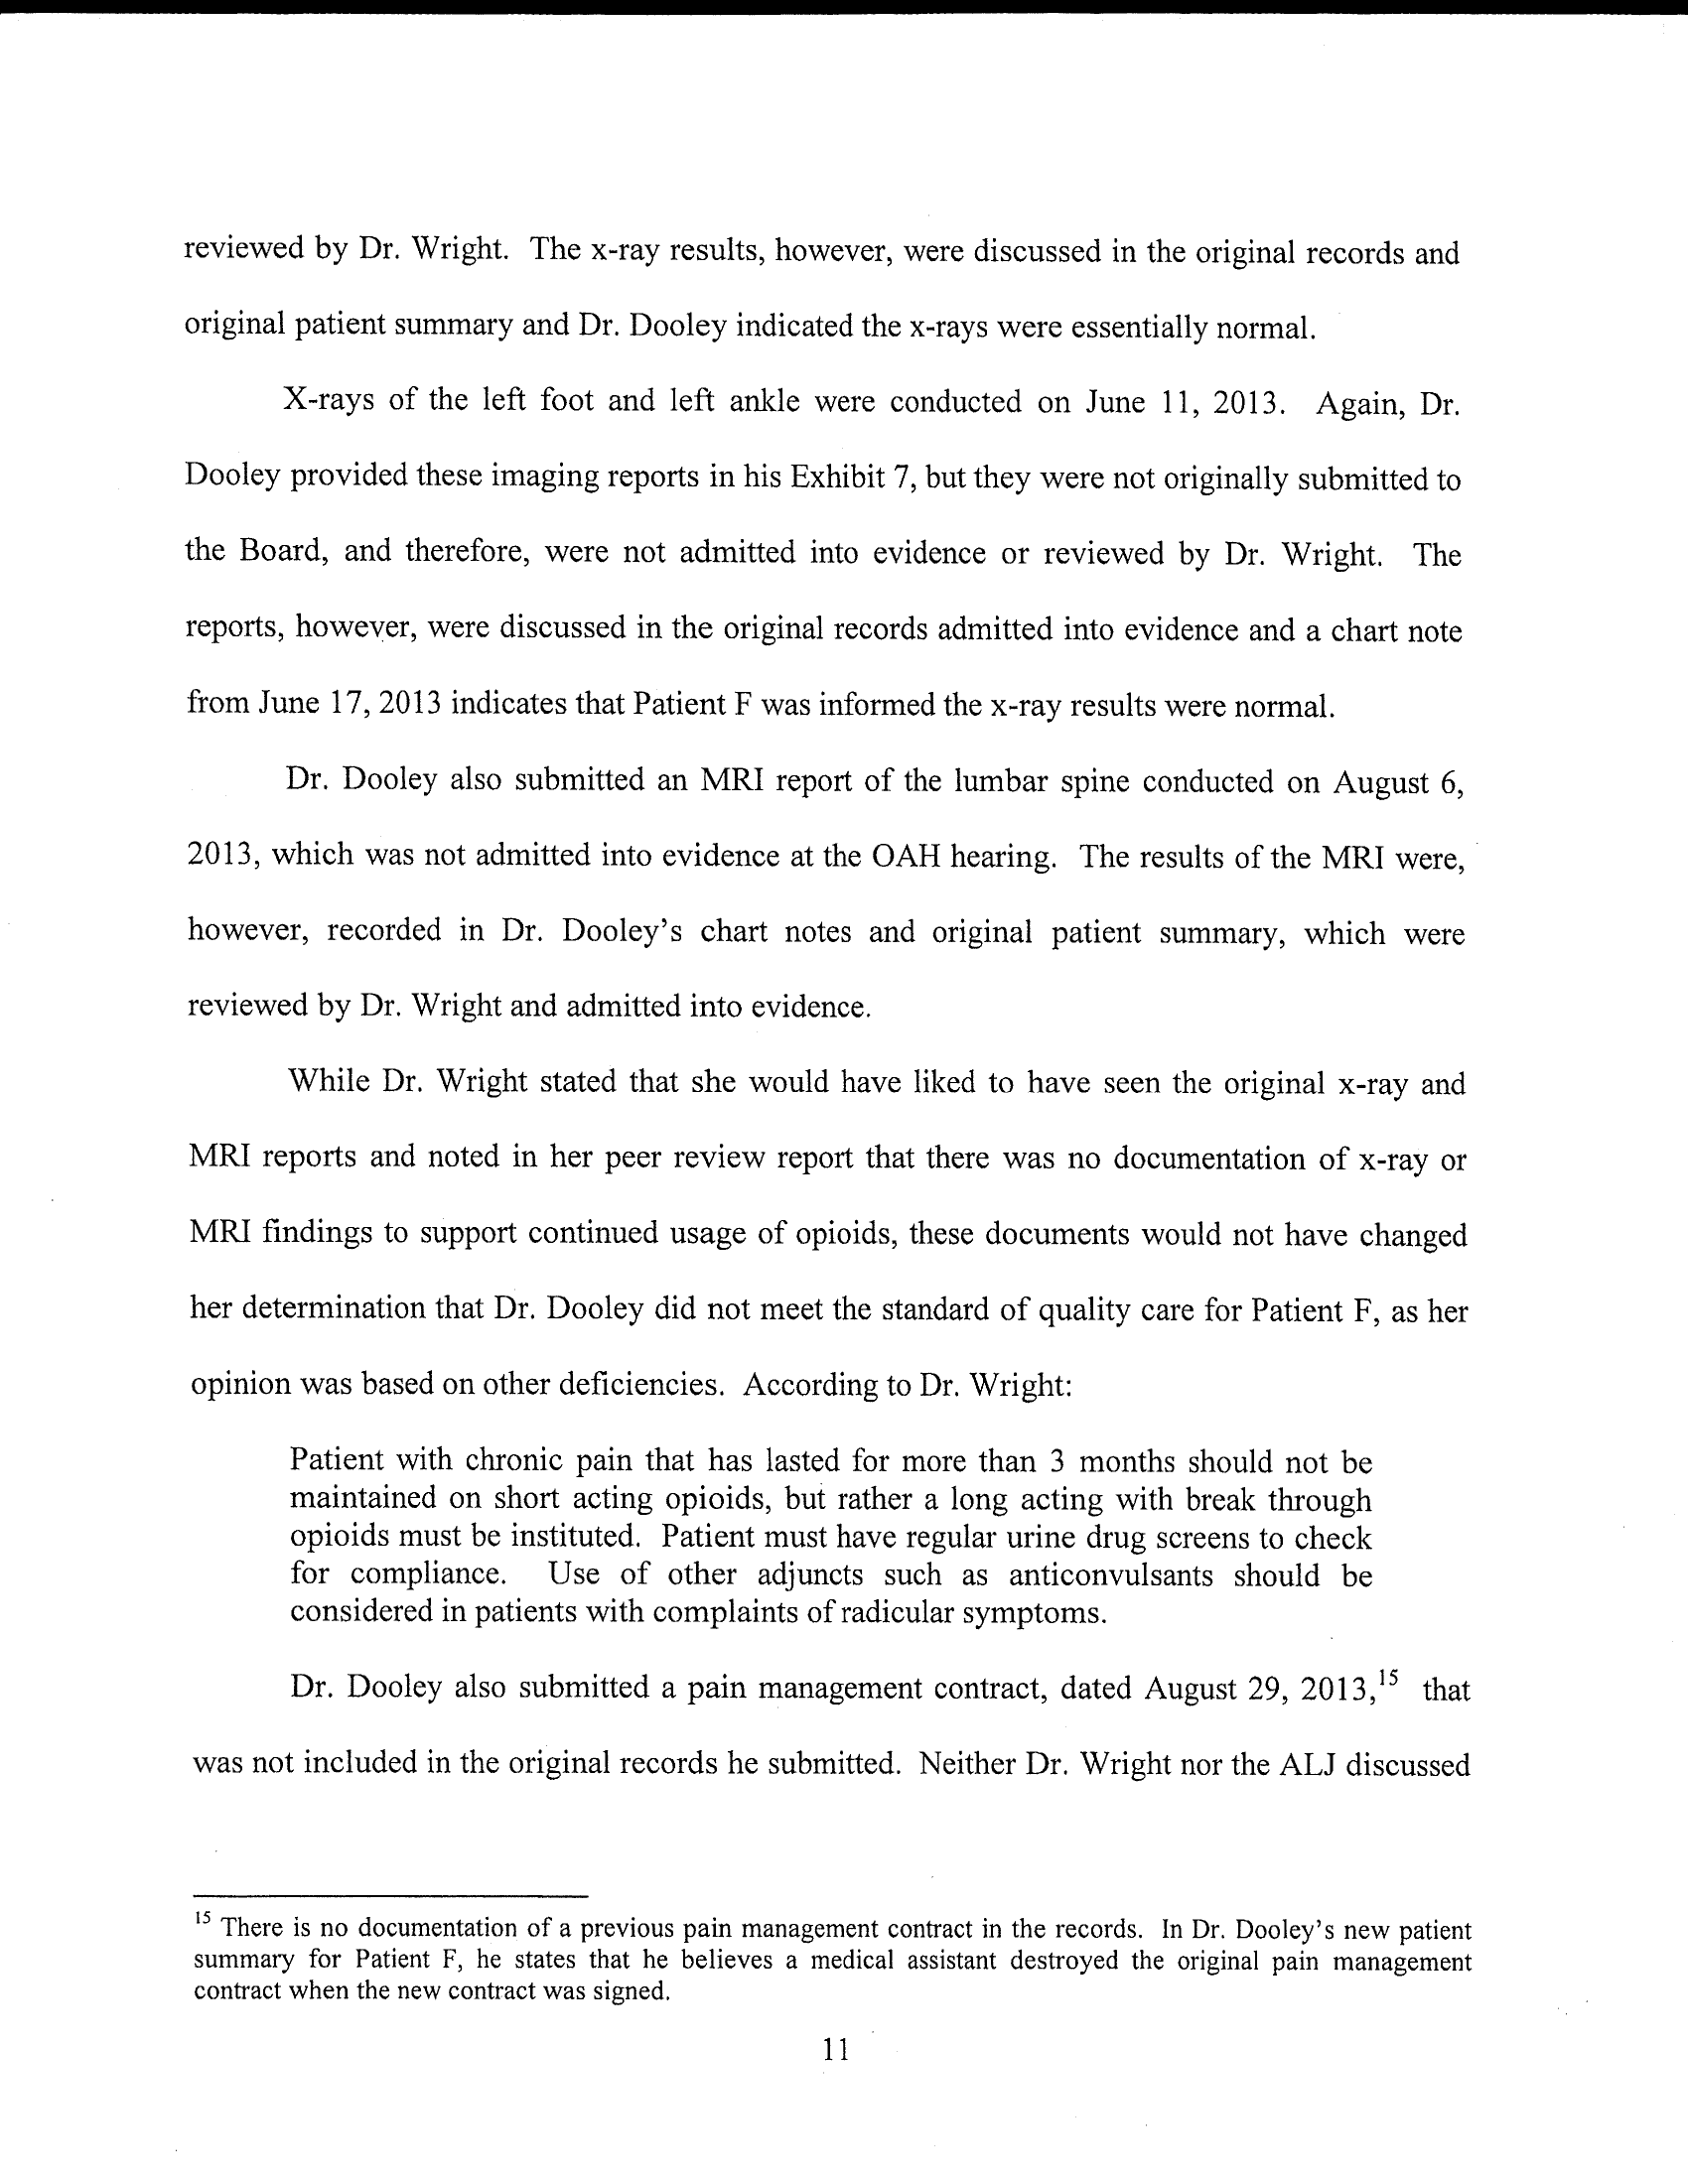 reviewed by Dr. Wright. The x-ray results, however, were discussed in the original records and
original patient summary and Dr. Dooley indicated the x-rays were essentially normal.
X-rays of the left foot and left ankle were conducted on June 11, 2013. Again, Dr.
Dooley provided these imaging reports in his Exhibit 7, but they were not originally submitted to
the Board, and therefore, were not admitted into evidence or reviewed by Dr. Wright. The
reports, however, were discussed in the original records admitted into evidence and a chart note
from June 17, 2013 indicates that Patient F was informed the x-ray results were normal.
Dr. Dooley also submitted an MRI report of the lumbar spine conducted on August 6,
2013, which was not admitted into evidence at the OAH hearing. The results of the MRI were,
however, recorded in Dr. Dooley's chart notes and original patient summary, which were
reviewed by Dr. Wright and admitted into evidence.
While Dr. Wright stated that she would have liked to have seen the original x-ray and
MRI reports and noted in her peer review report that there was no documentation of x-ray or
MRI findings to support continued usage of opioids, these documents would not have changed
her determination that Dr. Dooley did not meet the standard of quality care for Patient F, as her
opinion was based on other deficiencies. According to Dr. Wright:
Patient with chronic pain that has lasted for more than 3 months should not be
maintained on short acting opioids, but rather a long acting with break through
opioids must be instituted. Patient must have regular urine drug screens to check
for compliance. Use of other adjuncts such as anticonvulsants should be
considered in patients with complaints of radicular symptoms.
Dr. Dooley also submitted a pain management contract, dated August 29, 2013,15 that
was not included in the original records he submitted. Neither Dr. Wright nor the ALJ discussed
15 There is no documentation of a previous pain management contract in the records. In Dr. Dooley's new patient
summary for Patient F, he states that he believes a medical assistant destroyed the original pain management
contract when the new contract was signed.
11